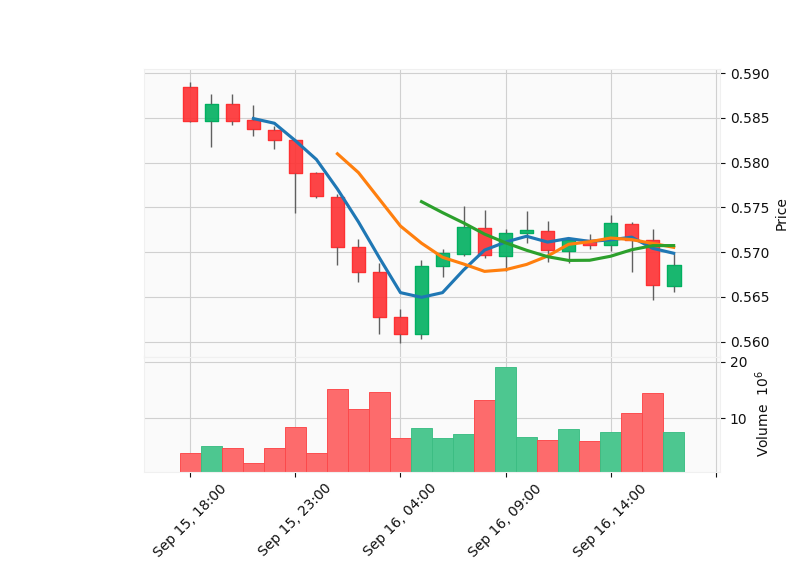 0.590
0.585
0.580
0.575
0.570
0.565
0.560
Price
20
10
Volume 10^6
Sep 15, 18:00
Sep 15, 23:00
Sep 16, 04:00
Sep 16, 09:00
Sep 16, 14:00